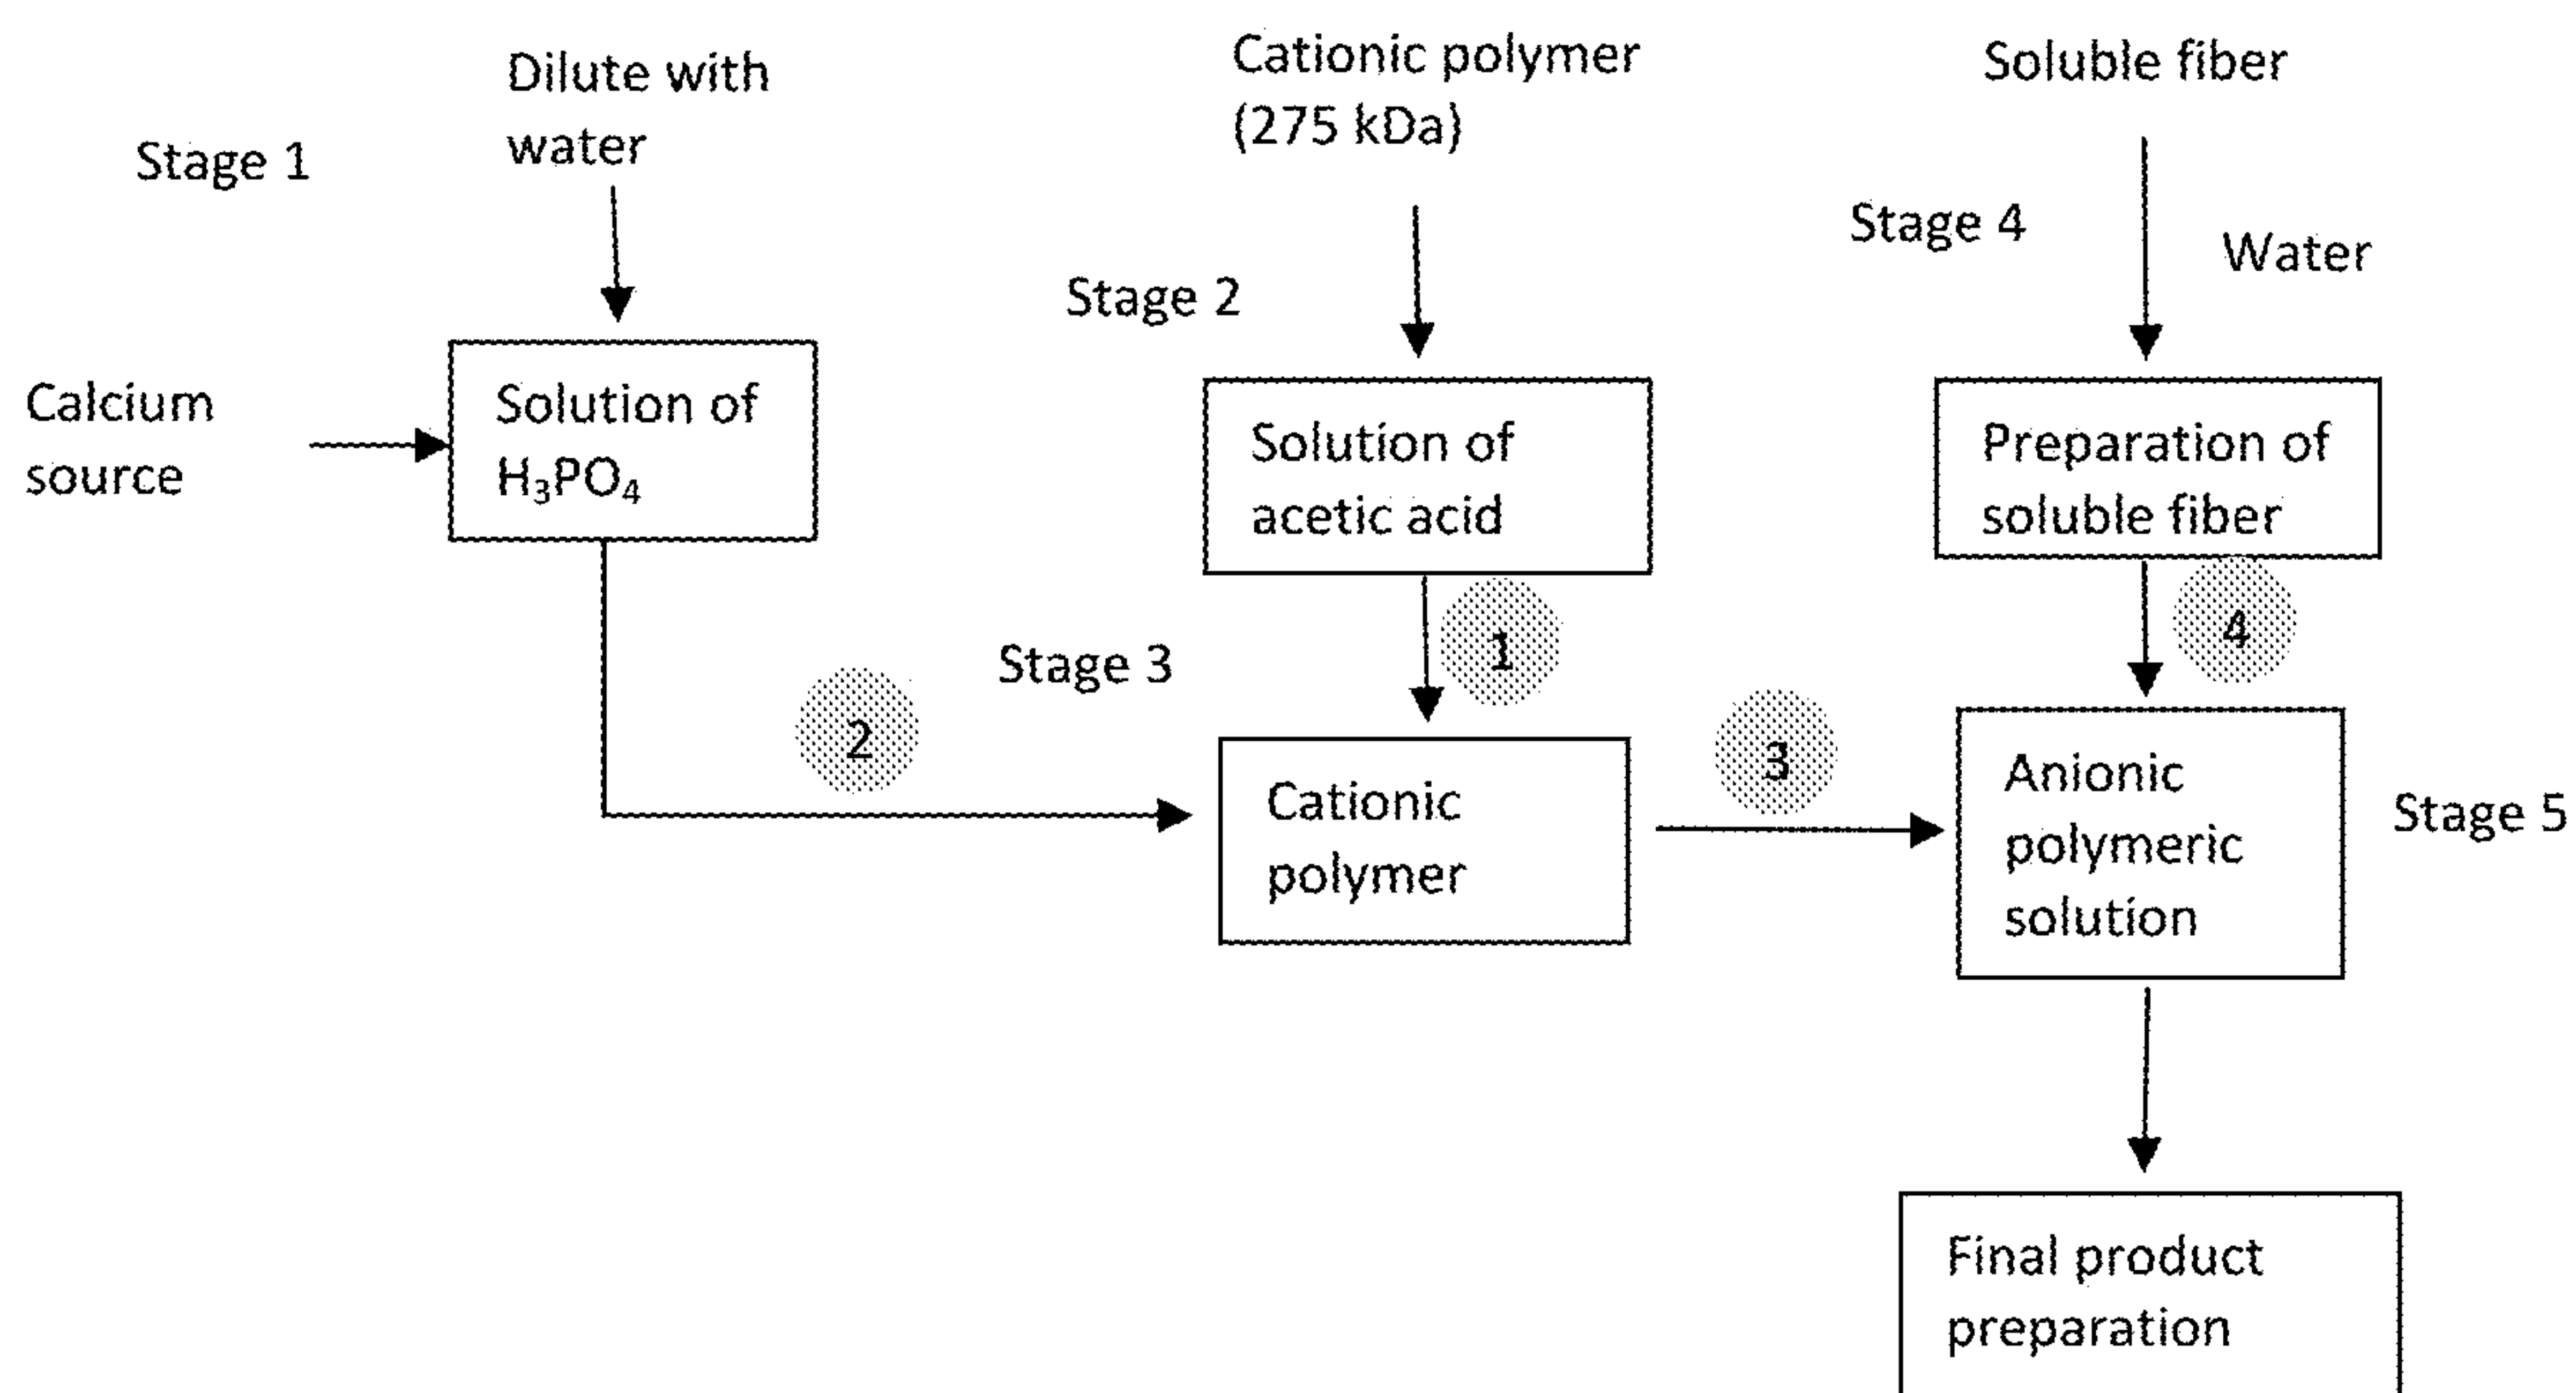 Stage 1
Dilute with
water
Calcium
source
Solution of
H₃PO₄
Cationic polymer
(275 kDa)
Stage 2
Solution of
acetic acid
Soluble fiber
Stage 4
Water
Preparation of
soluble fiber
1
2
Stage 3
Cationic
polymer
3
4
Anionic
polymeric
solution
Stage 5
Final product
preparation